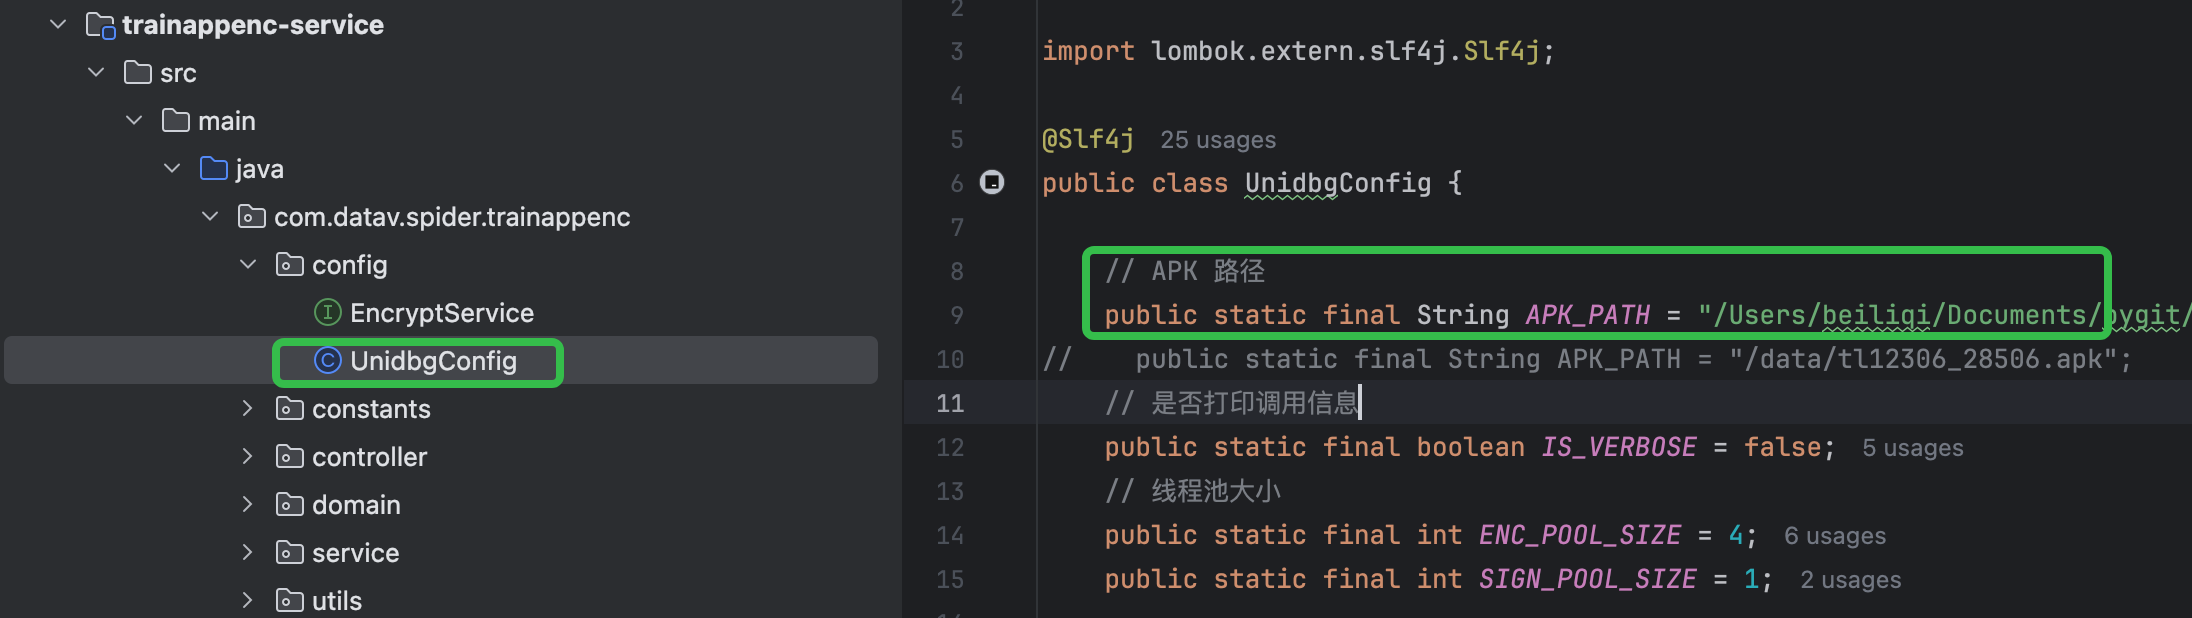 trainappenc-service
src
main
java
com.datav.spider.trainappenc
config
EncryptService
UnidbgConfig
constants
controller
domain
service
utils
2
3 import lombok.extern.slf4j.Slf4j;
4
5 @Slf4j 25 usages
6 public class UnidbgConfig {
7
8 // APK 路径
9 public static final String APK_PATH = "/Users/beiliqi/Documents/pygit/
10 // public static final String APK_PATH = "/data/tl12306_28506.apk";
11 // 是否打印调用信息
12 public static final boolean IS_VERBOSE = false; 5 usages
13 // 线程池大小
14 public static final int ENC_POOL_SIZE = 4; 6 usages
15 public static final int SIGN_POOL_SIZE = 1; 2 usages